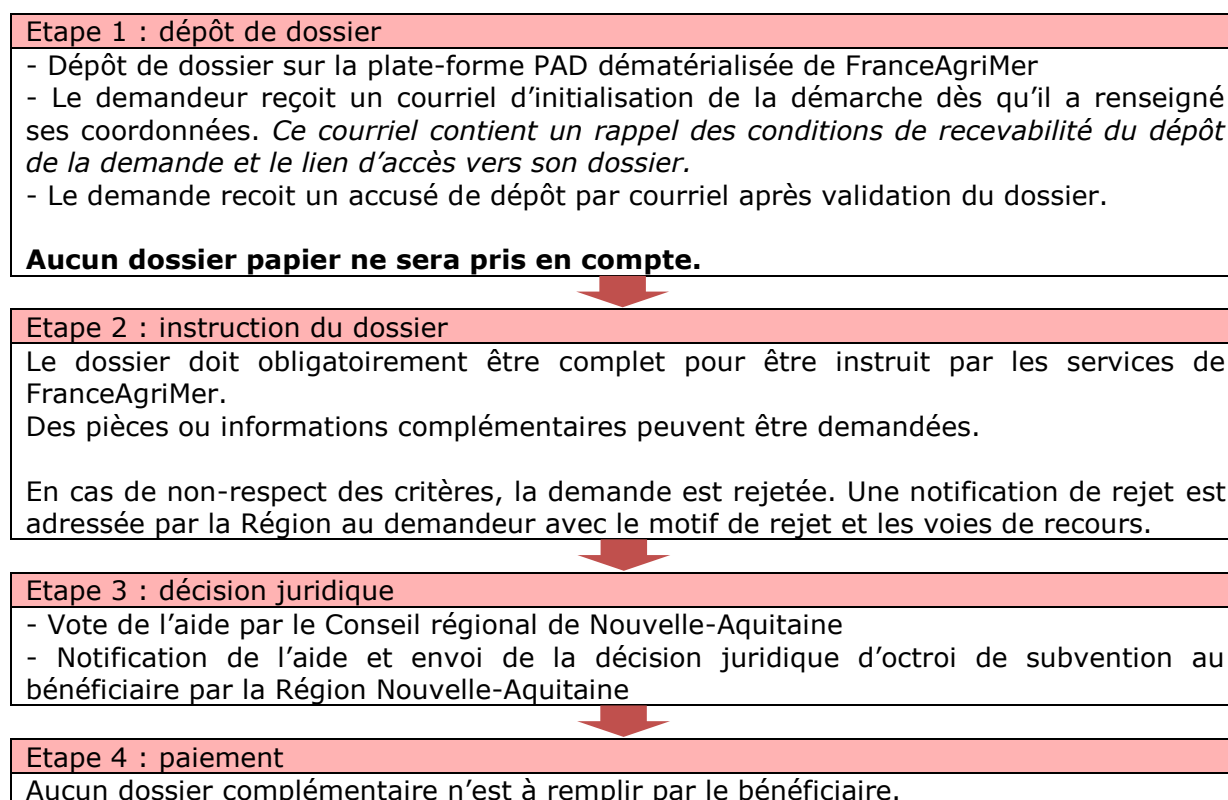 Etape 1 : dépôt de dossier
- Dépôt de dossier sur la plate-forme PAD dématérialisée de FranceAgriMer
- Le demandeur reçoit un courriel d’initialisation de la démarche dès qu’il a renseigné
ses coordonnées. Ce courriel contient un rappel des conditions de recevabilité du dépôt
de la demande et le lien d’accès vers son dossier.
- Le demande recoit un accusé de dépôt par courriel après validation du dossier.
Aucun dossier papier ne sera pris en compte.
Etape 2 : instruction du dossier
Le dossier doit obligatoirement être complet pour être instruit par les services de
FranceAgriMer.
Des pièces ou informations complémentaires peuvent être demandées.
En cas de non-respect des critères, la demande est rejetée. Une notification de rejet est
adressée par la Région au demandeur avec le motif de rejet et les voies de recours.
Etape 3 : décision juridique
- Vote de l’aide par le Conseil régional de Nouvelle-Aquitaine
- Notification de l’aide et envoi de la décision juridique d’octroi de subvention au
bénéficiaire par la Région Nouvelle-Aquitaine
Etape 4 : paiement
Aucun dossier complémentaire n’est à remplir par le bénéficiaire.